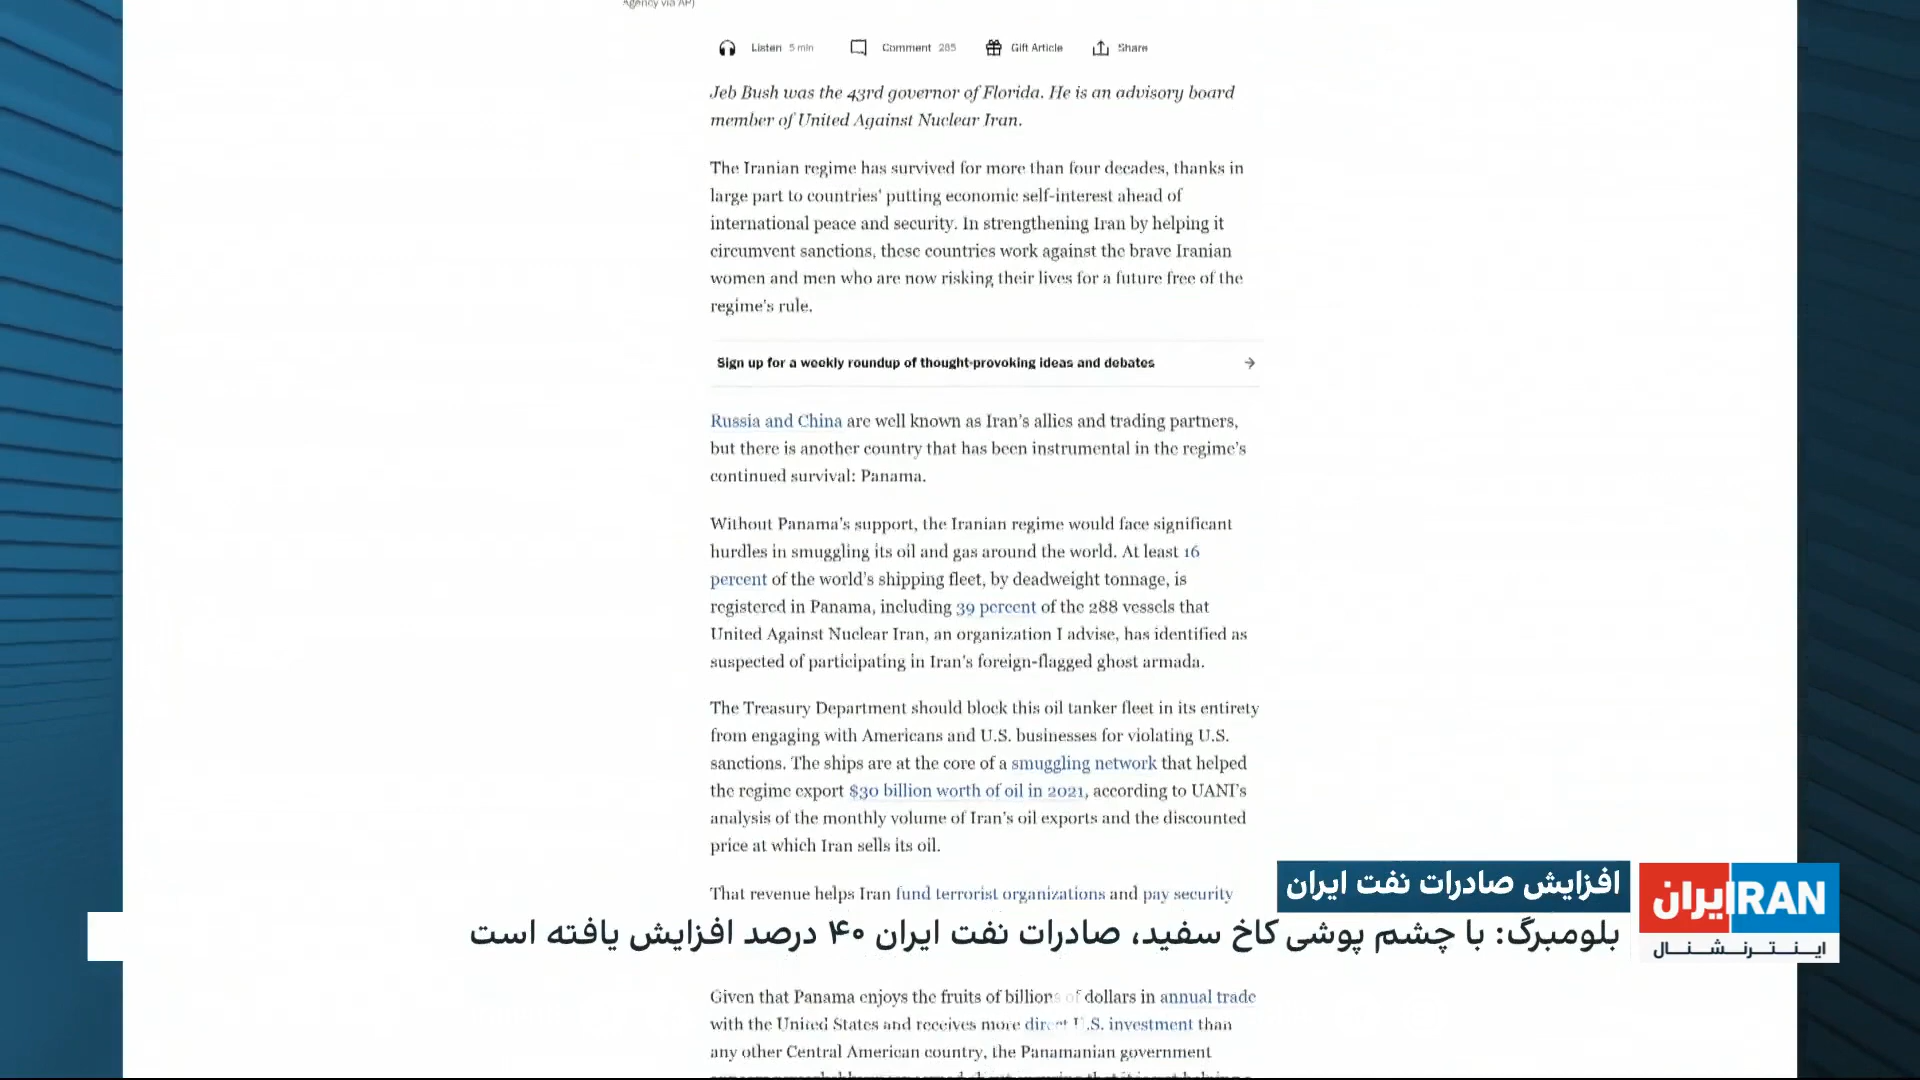 Agency via AP)
Listen 5 min Comment 285 Gift Article Share
Jeb Bush was the 43rd governor of Florida. He is an advisory board
member of United Against Nuclear Iran.
The Iranian regime has survived for more than four decades, thanks in
large part to countries' putting economic self-interest ahead of
international peace and security. In strengthening Iran by helping it
circumvent sanctions, these countries work against the brave Iranian
women and men who are now risking their lives for a future free of the
regime's rule.
Sign up for a weekly roundup of thought-provoking ideas and debates
Russia and China are well known as Iran's allies and trading partners,
but there is another country that has been instrumental in the regime's
continued survival: Panama.
Without Panama's support, the Iranian regime would face significant
hurdles in smuggling its oil and gas around the world. At least 16
percent of the world's shipping fleet, by deadweight tonnage, is
registered in Panama, including 39 percent of the 288 vessels that
United Against Nuclear Iran, an organization I advise, has identified as
suspected of participating in Iran's foreign-flagged ghost armada.
The Treasury Department should block this oil tanker fleet in its entirety
from engaging with Americans and U.S. businesses for violating U.S.
sanctions. The ships are at the core of a smuggling network that helped
the regime export $30 billion worth of oil in 2021, according to UANI's
analysis of the monthly volume of Iran's oil exports and the discounted
price at which Iran sells its oil.
That revenue helps Iran fund terrorist organizations and pay security
افزایش صادرات نفت ایران
بلومبرگ: با چشم پوشی کاخ سفید، صادرات نفت ایران ۴۰ درصد افزایش یافته است
ایران IRAN
اینترنشنال
Given that Panama enjoys the fruits of billions of dollars in annual trade
with the United States and receives more direct U.S. investment than
any other Central American country, the Panamanian government